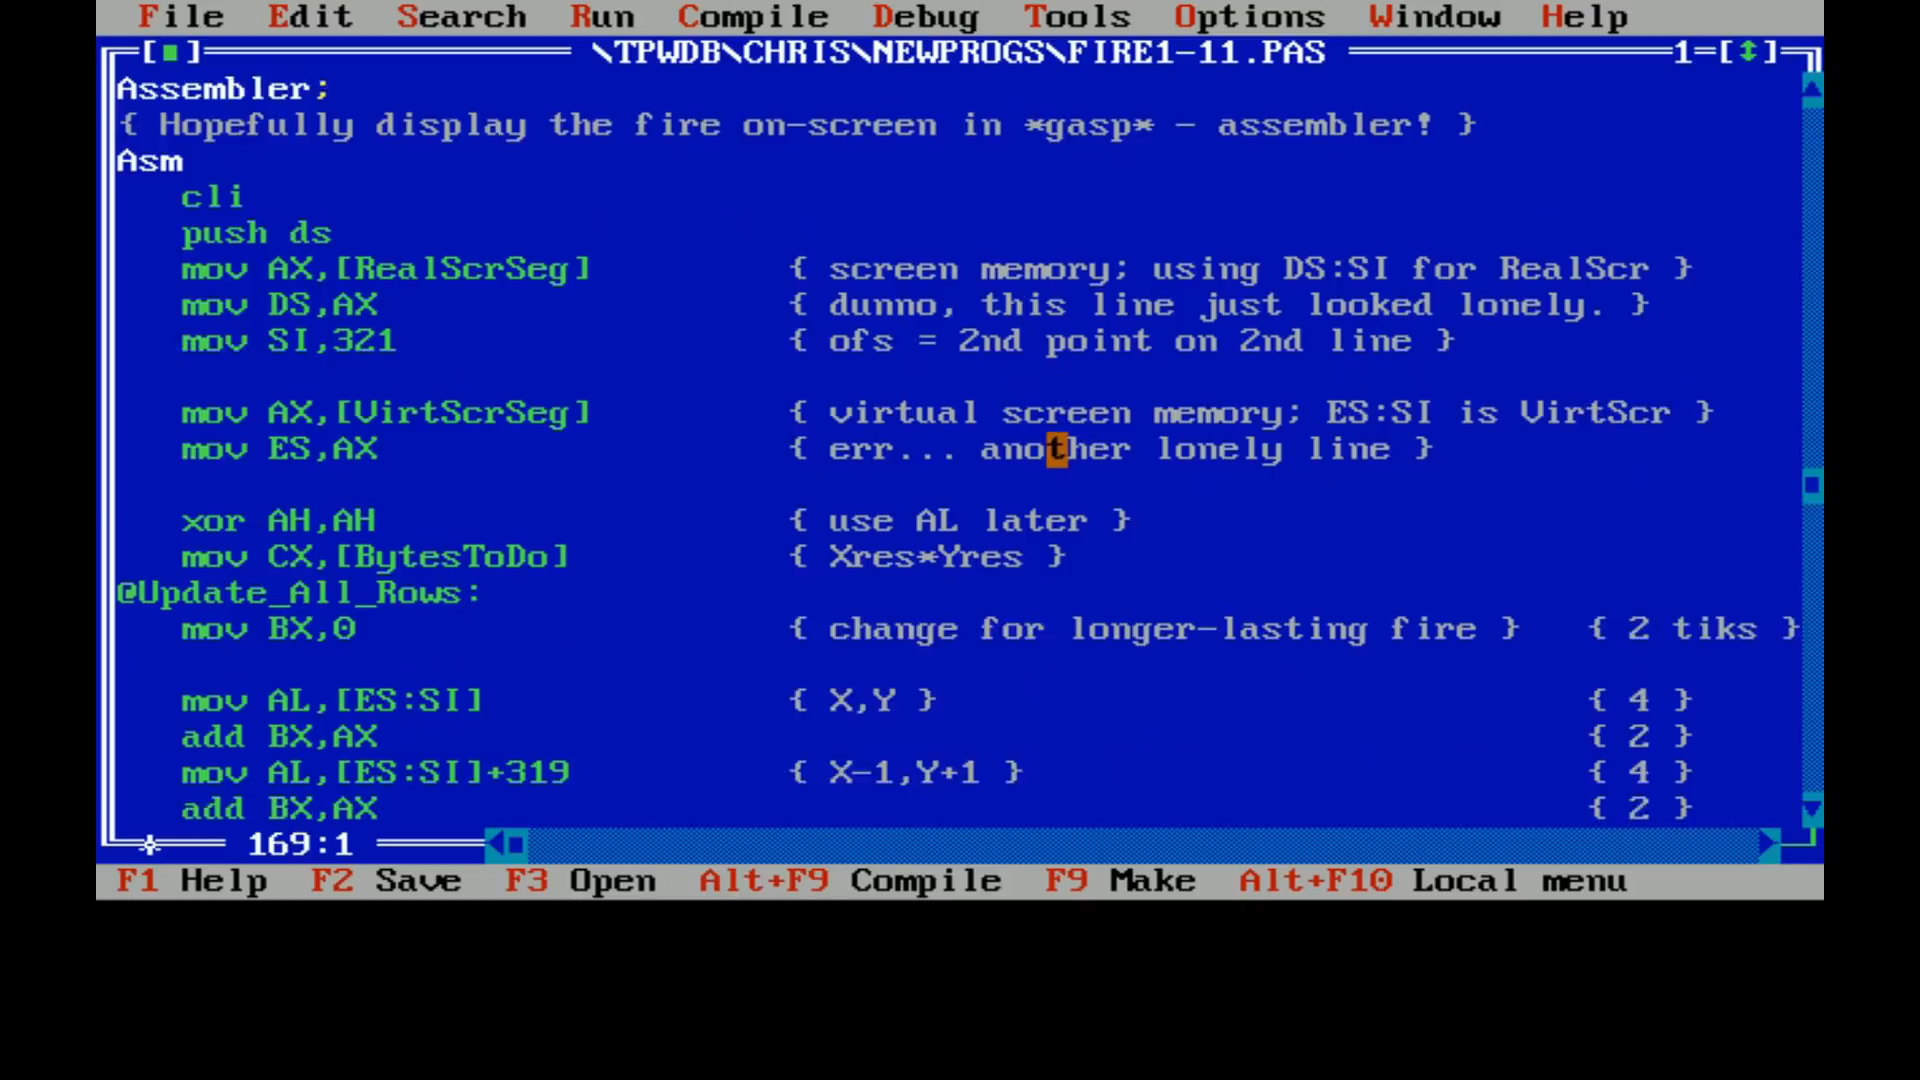 File Edit Search Run Compile Debug Tools Options Window Help
[■] \TPWDB\CHRIS\NEWPROGS\FIRE1-11.PAS 1=[↕]
Assembler;
{ Hopefully display the fire on-screen in *gasp* - assembler! }
Asm
cli
push ds
mov AX,[RealScrSeg] { screen memory; using DS:SI for RealScr }
mov DS,AX { dunno, this line just looked lonely. }
mov SI,321 { ofs = 2nd point on 2nd line }
mov AX,[VirtScrSeg] { virtual screen memory; ES:SI is VirtScr }
mov ES,AX { err... another lonely line }
xor AH,AH { use AL later }
mov CX,[BytesToDo] { Xres*Yres }
@Update_All_Rows:
mov BX,0 { change for longer-lasting fire } { 2 tiks }
mov AL,[ES:SI] { X,Y } { 4 }
add BX,AX { 2 }
mov AL,[ES:SI]+319 { X-1,Y+1 } { 4 }
add BX,AX { 2 }
169:1
F1 Help F2 Save F3 Open Alt+F9 Compile F9 Make Alt+F10 Local menu